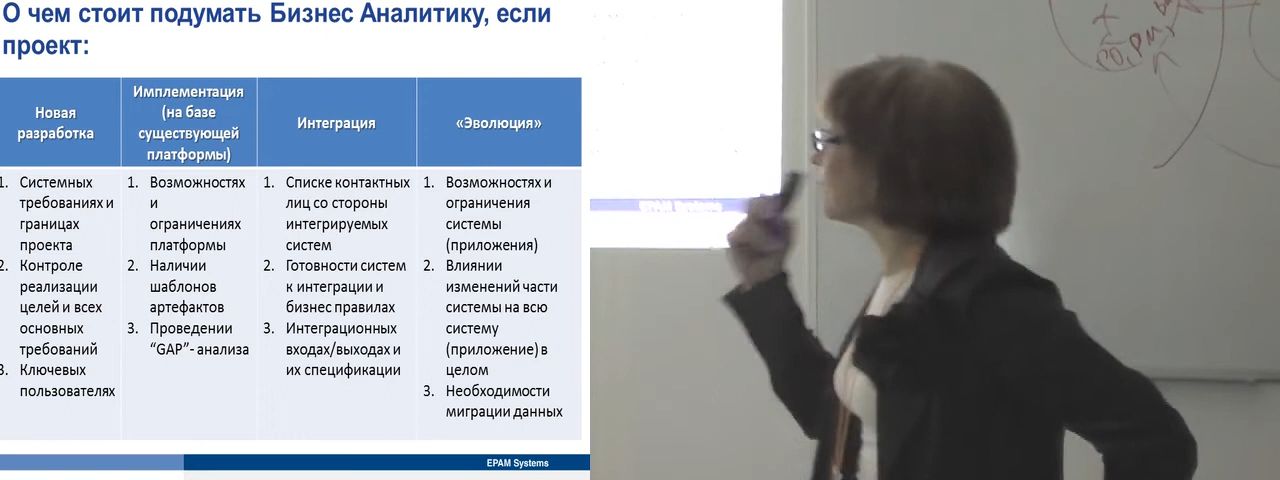 О чем стоит подумать Бизнес Аналитику, если
проект:
Новая
разработка
Имплементация
(на базе
существующей
платформы)
Интеграция
«Эволюция»
1. Системных
требованиях и
границах
проекта
2. Контроле
реализации
целей и всех
основных
требований
3. Ключевых
пользователях
1. Возможностях
и
ограничениях
платформы
2. Наличии
шаблонов
артефактов
3. Проведении
“GAP”- анализа
1. Списке контактных
лиц со стороны
интегрируемых
систем
2. Готовности систем
к интеграции и
бизнес правилах
3. Интеграционных
входах/выходах и
их спецификации
1. Возможностях и
ограничения
системы
(приложения)
2. Влиянии
изменений части
системы на всю
систему
(приложение) в
целом
3. Необходимости
миграции данных
EPAM Systems
EPAM Systems